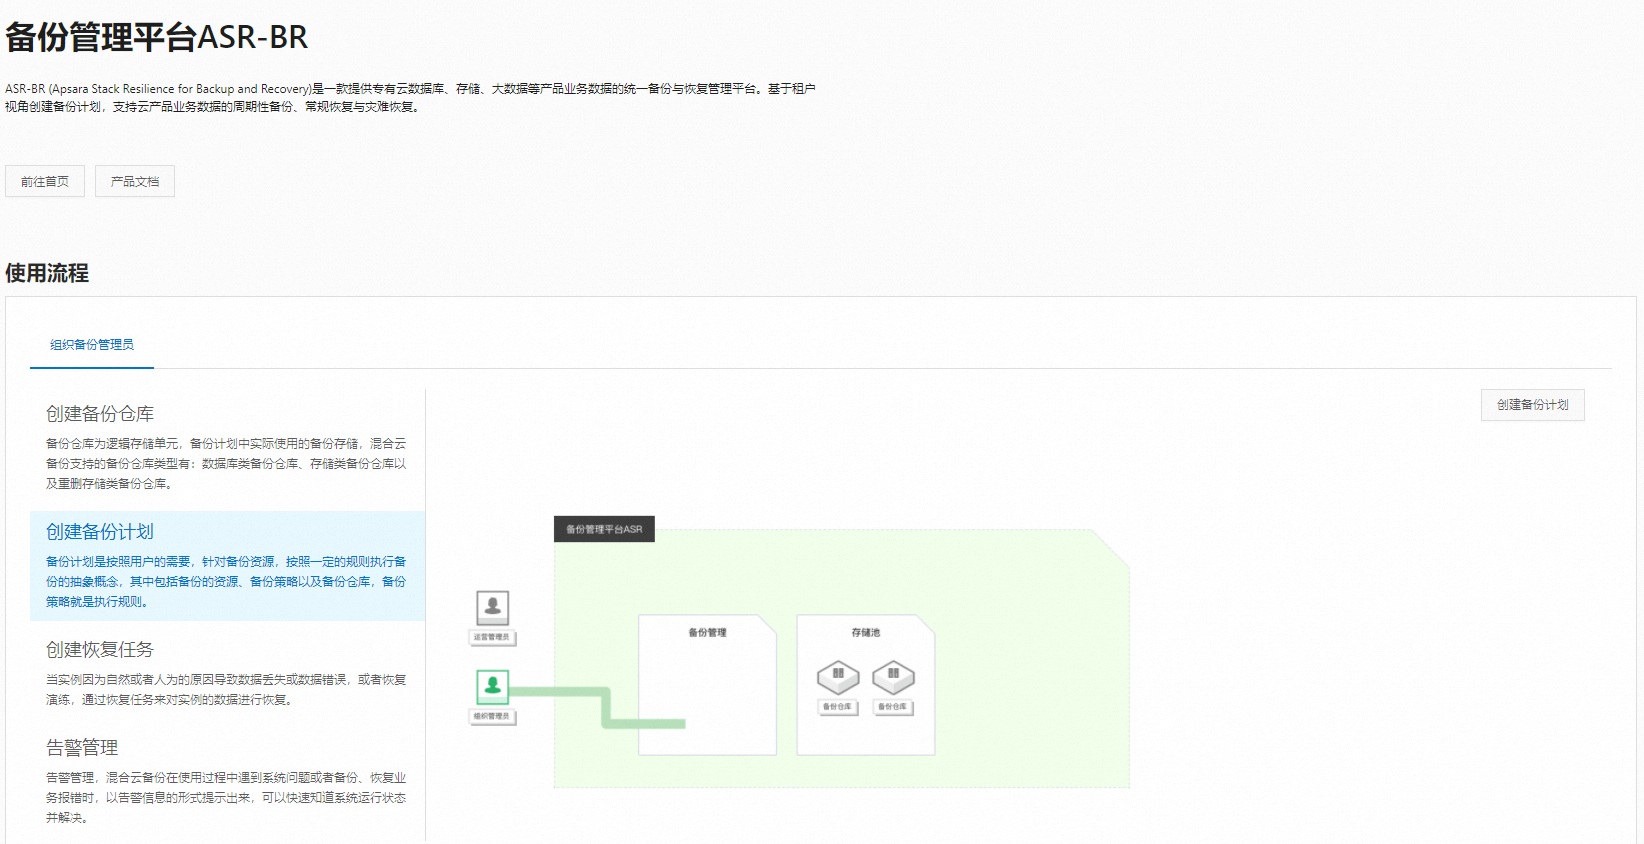 备份管理平台ASR-BR
ASR-BR (Apsara Stack Resilience for Backup and Recovery)是一款提供专有云数据库、存储、大数据等产品业务数据的统一备份与恢复管理平台。基于租户
视角创建备份计划，支持云产品业务数据的周期性备份、常规恢复与灾难恢复。
前往首页
产品文档
使用流程
组织备份管理员
创建备份仓库
备份仓库为逻辑存储单元，备份计划中实际使用的备份存储，混合云
备份支持的备份仓库类型有：数据库类备份仓库、存储类备份仓库以
及重删存储类备份仓库。
创建备份计划
备份计划是按照用户的需要，针对备份资源，按照一定的规则执行备
份的抽象概念，其中包括备份的资源、备份策略以及备份仓库，备份
策略就是执行规则。
创建恢复任务
当实例因为自然或者人为的原因导致数据丢失或数据错误，或者恢复
演练，通过恢复任务来对实例的数据进行恢复。
告警管理
告警管理，混合云备份在使用过程中遇到系统问题或者备份、恢复业
务报错时，以告警信息的形式提示出来，可以快速知道系统运行状态
并解决。
创建备份计划
备份管理平台ASR
运营管理员
组织管理员
备份管理
存储池
备份仓库
备份仓库